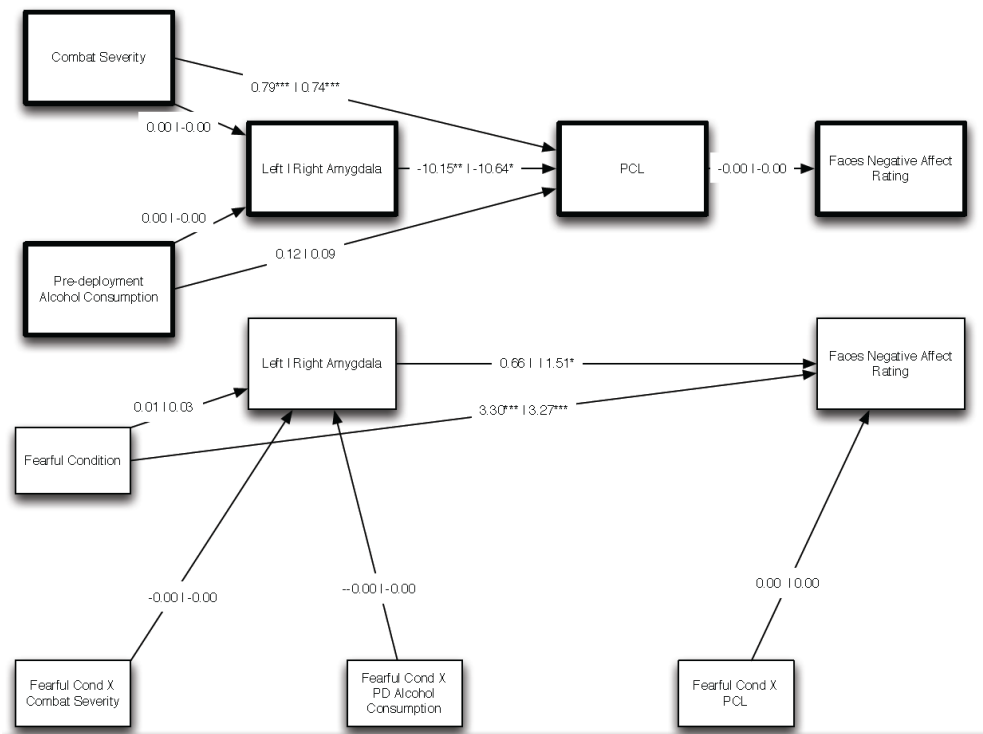 Combat Severity
0.79*** | 0.74***
0.00 | -0.00
Left | Right Amygdala
-10.15** | -10.64*
PCL
-0.00 | -0.00
Faces Negative Affect
Rating
0.00 | -0.00
0.12 | 0.09
Pre-deployment
Alcohol Consumption
Left | Right Amygdala
0.66 | 1.51*
Faces Negative Affect
Rating
0.01 | 0.03
3.30*** | 3.27***
Fearful Condition
-0.00 | -0.00
--0.00 | -0.00
0.00 | 0.00
Fearful Cond X
Combat Severity
Fearful Cond X
PD Alcohol
Consumption
Fearful Cond X
PCL